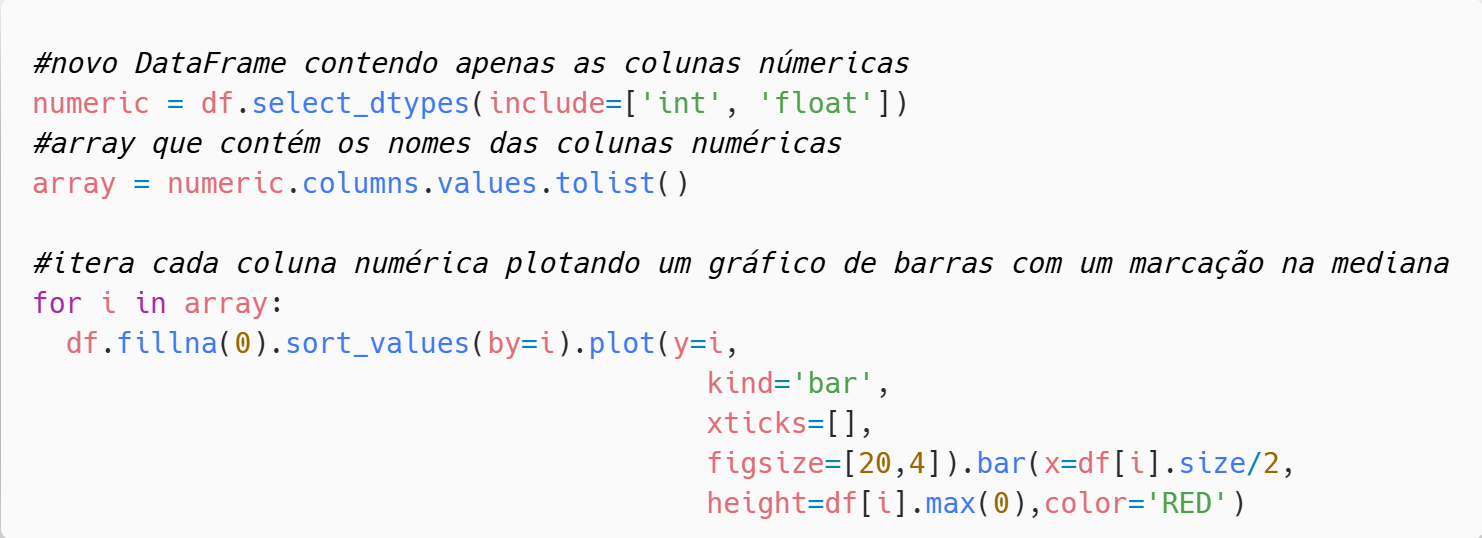 #novo DataFrame contendo apenas as colunas númericas
numeric = df.select_dtypes(include=['int', 'float'])
#array que contém os nomes das colunas numéricas
array = numeric.columns.values.tolist()

#itera cada coluna numérica plotando um gráfico de barras com um marcação na mediana
for i in array:
  df.fillna(0).sort_values(by=i).plot(y=i,
                                        kind='bar',
                                        xticks=[],
                                        figsize=[20,4]).bar(x=df[i].size/2,
                                        height=df[i].max(0),color='RED')